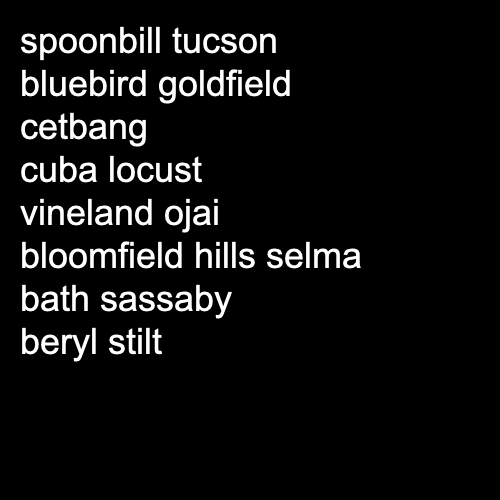 spoonbill tucson
bluebird goldfield
cetbang
cuba locust
vineland ojai
bloomfield hills selma
bath sassaby
beryl stilt